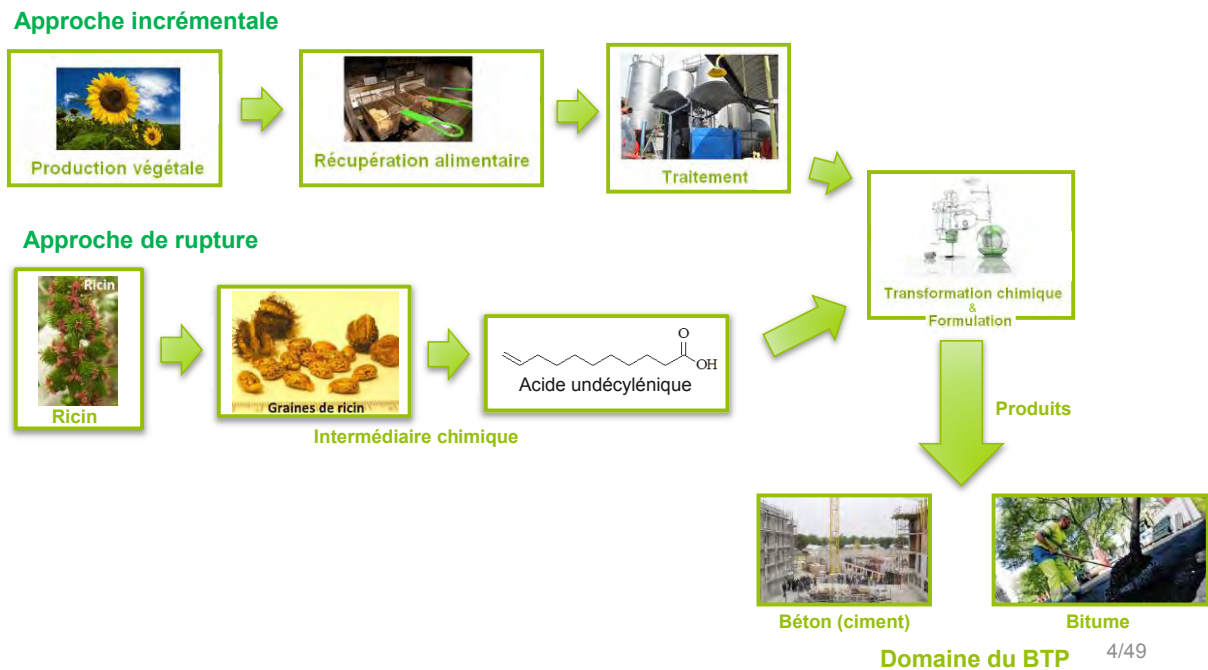 Approche incrémentale
Production végétale
Récupération alimentaire
Traitement
Approche de rupture
Ricin
Ricin
Graines de ricin
O
OH
Acide undécylénique
Intermédiaire chimique
Transformation chimique
&
Formulation
Produits
Béton (ciment)
Bitume
Domaine du BTP
4/49